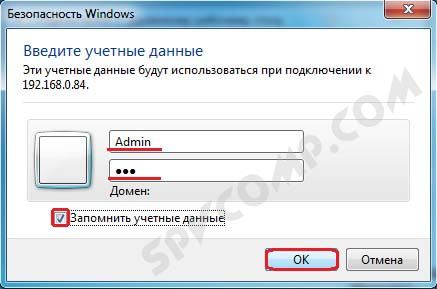 Безопасность Windows
Введите учетные данные
Эти учетные данные будут использоваться при подключении к
192.168.0.84.
Admin
●●●
Домен:
Запомнить учетные данные
OK
Отмена
SPYCOMP.COM